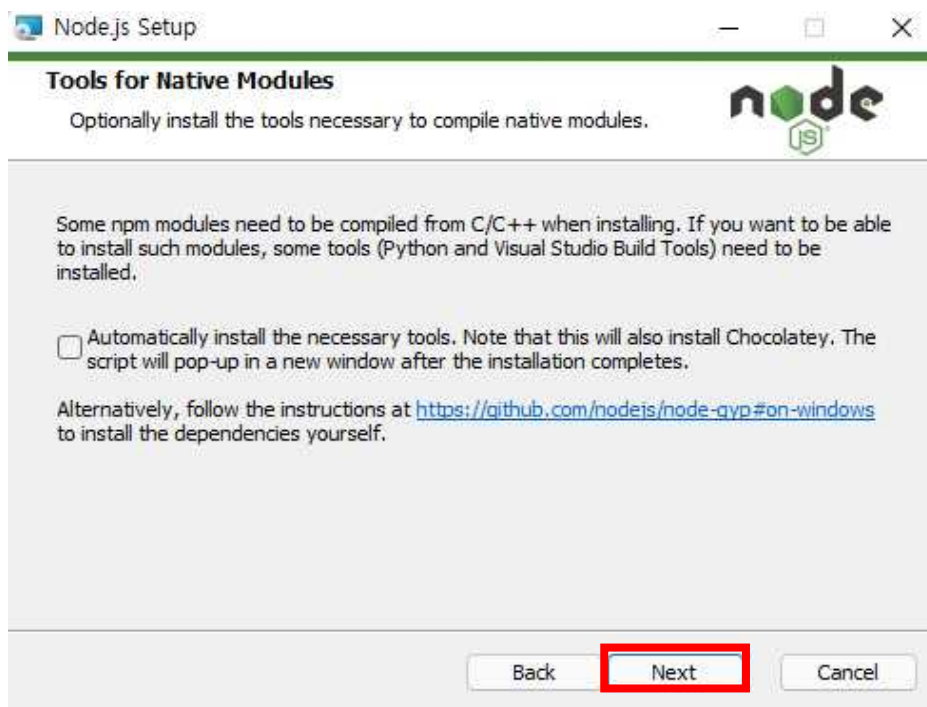 Node.js Setup
Tools for Native Modules
Optionally install the tools necessary to compile native modules.
node
JS
Some npm modules need to be compiled from C/C++ when installing. If you want to be able
to install such modules, some tools (Python and Visual Studio Build Tools) need to be
installed.
Automatically install the necessary tools. Note that this will also install Chocolatey. The
script will pop-up in a new window after the installation completes.
Alternatively, follow the instructions at https://github.com/nodejs/node-gyp#on-windows
to install the dependencies yourself.
Back Next Cancel